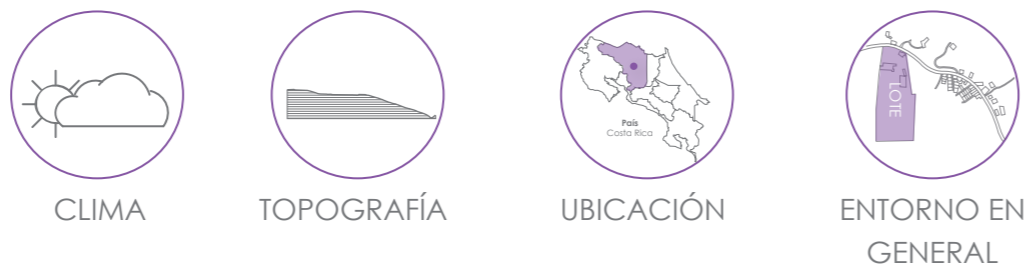 País
Costa Rica
LOTE
CLIMA
TOPOGRAFÍA
UBICACIÓN
ENTORNO EN
GENERAL